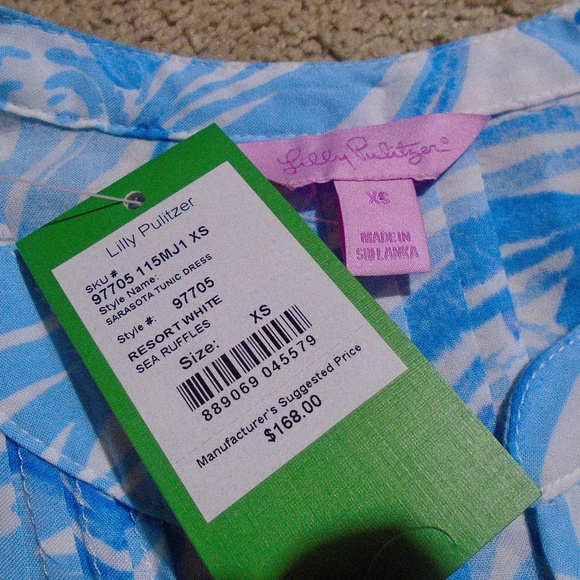 Lilly Pulitzer
XS
MADE IN
SRI LANKA
Lilly Pulitzer
SKU #
97705 115MJ1 XS
Style Name:
SARASOTA TUNIC DRESS
Style #: 97705
RESORT WHITE
SEA RUFFLES
Size: XS
889069 045579
Manufacturer's Suggested Price
$168.00